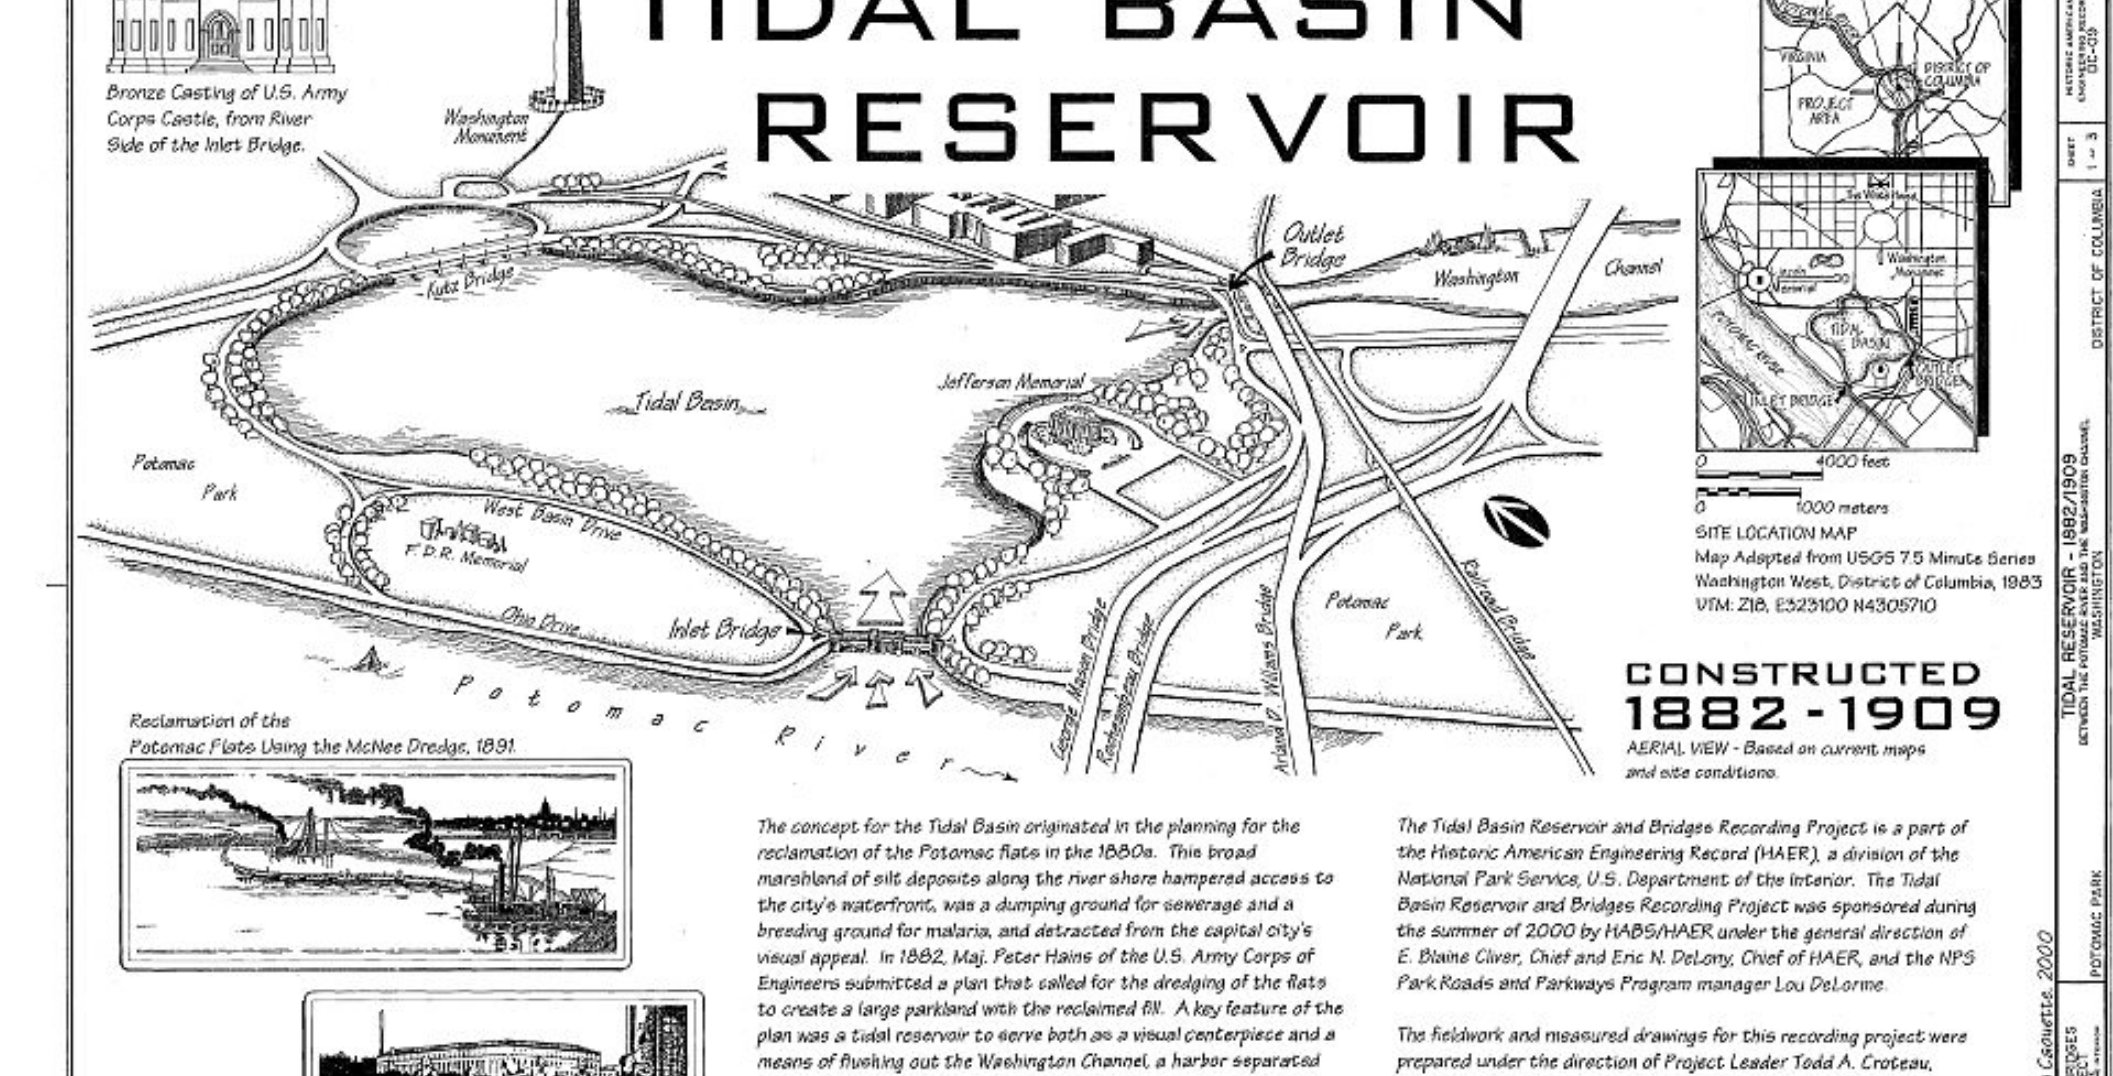 TIDAL BASIN
RESERVOIR
Bronze Casting of U.S. Army
Corps Castle, from River
Side of the Inlet Bridge.
Washington
Monument
Kutz Bridge
Outlet
Bridge
Washington
Channel
Tidal Basin
Jefferson Memorial
Potomac
Park
West Basin Drive
F.D.R. Memorial
Ohio Drive
Inlet Bridge
Potomac River
George Mason Bridge
Rochambeau Bridge
Arland D. Williams Bridge
Railroad Bridge
Potomac
Park
VIRGINIA
DISTRICT OF
COLUMBIA
PROJECT
AREA
The White House
Washington
Monument
Lincoln
Memorial
POTOMAC RIVER
TIDAL
BASIN
OUTLET
BRIDGE
INLET BRIDGE
0 4000 feet
0 1000 meters
SITE LOCATION MAP
Map Adapted from USGS 7.5 Minute Series
Washington West, District of Columbia, 1983
UTM: Z18, E323100 N4305710
CONSTRUCTED
1882-1909
AERIAL VIEW - Based on current maps
and site conditions.
Reclamation of the
Potomac Flats Using the McNee Dredge, 1891.
The concept for the Tidal Basin originated in the planning for the
reclamation of the Potomac flats in the 1880s. This broad
marshland of silt deposits along the river shore hampered access to
the city's waterfront, was a dumping ground for sewerage and a
breeding ground for malaria, and detracted from the capital city's
visual appeal. In 1882, Maj. Peter Hains of the U.S. Army Corps of
Engineers submitted a plan that called for the dredging of the flats
to create a large parkland with the reclaimed fill. A key feature of the
plan was a tidal reservoir to serve both as a visual centerpiece and a
means of flushing out the Washington Channel, a harbor separated
The Tidal Basin Reservoir and Bridges Recording Project is a part of
the Historic American Engineering Record (HAER), a division of the
National Park Service, U.S. Department of the Interior. The Tidal
Basin Reservoir and Bridges Recording Project was sponsored during
the summer of 2000 by HABS/HAER under the general direction of
E. Blaine Cliver, Chief and Eric N. DeLony, Chief of HAER, and the NPS
Park Roads and Parkways Program manager Lou DeLorme.
The fieldwork and measured drawings for this recording project were
prepared under the direction of Project Leader Todd A. Croteau,
HISTORIC AMERICAN
ENGINEERING RECORD
DC-09
SHEET
1 of 3
DISTRICT OF COLUMBIA
TIDAL RESERVOIR - 1882/1909
BETWEEN THE POTOMAC RIVER AND THE WASHINGTON CHANNEL
WASHINGTON
POTOMAC PARK
Caouette, 2000